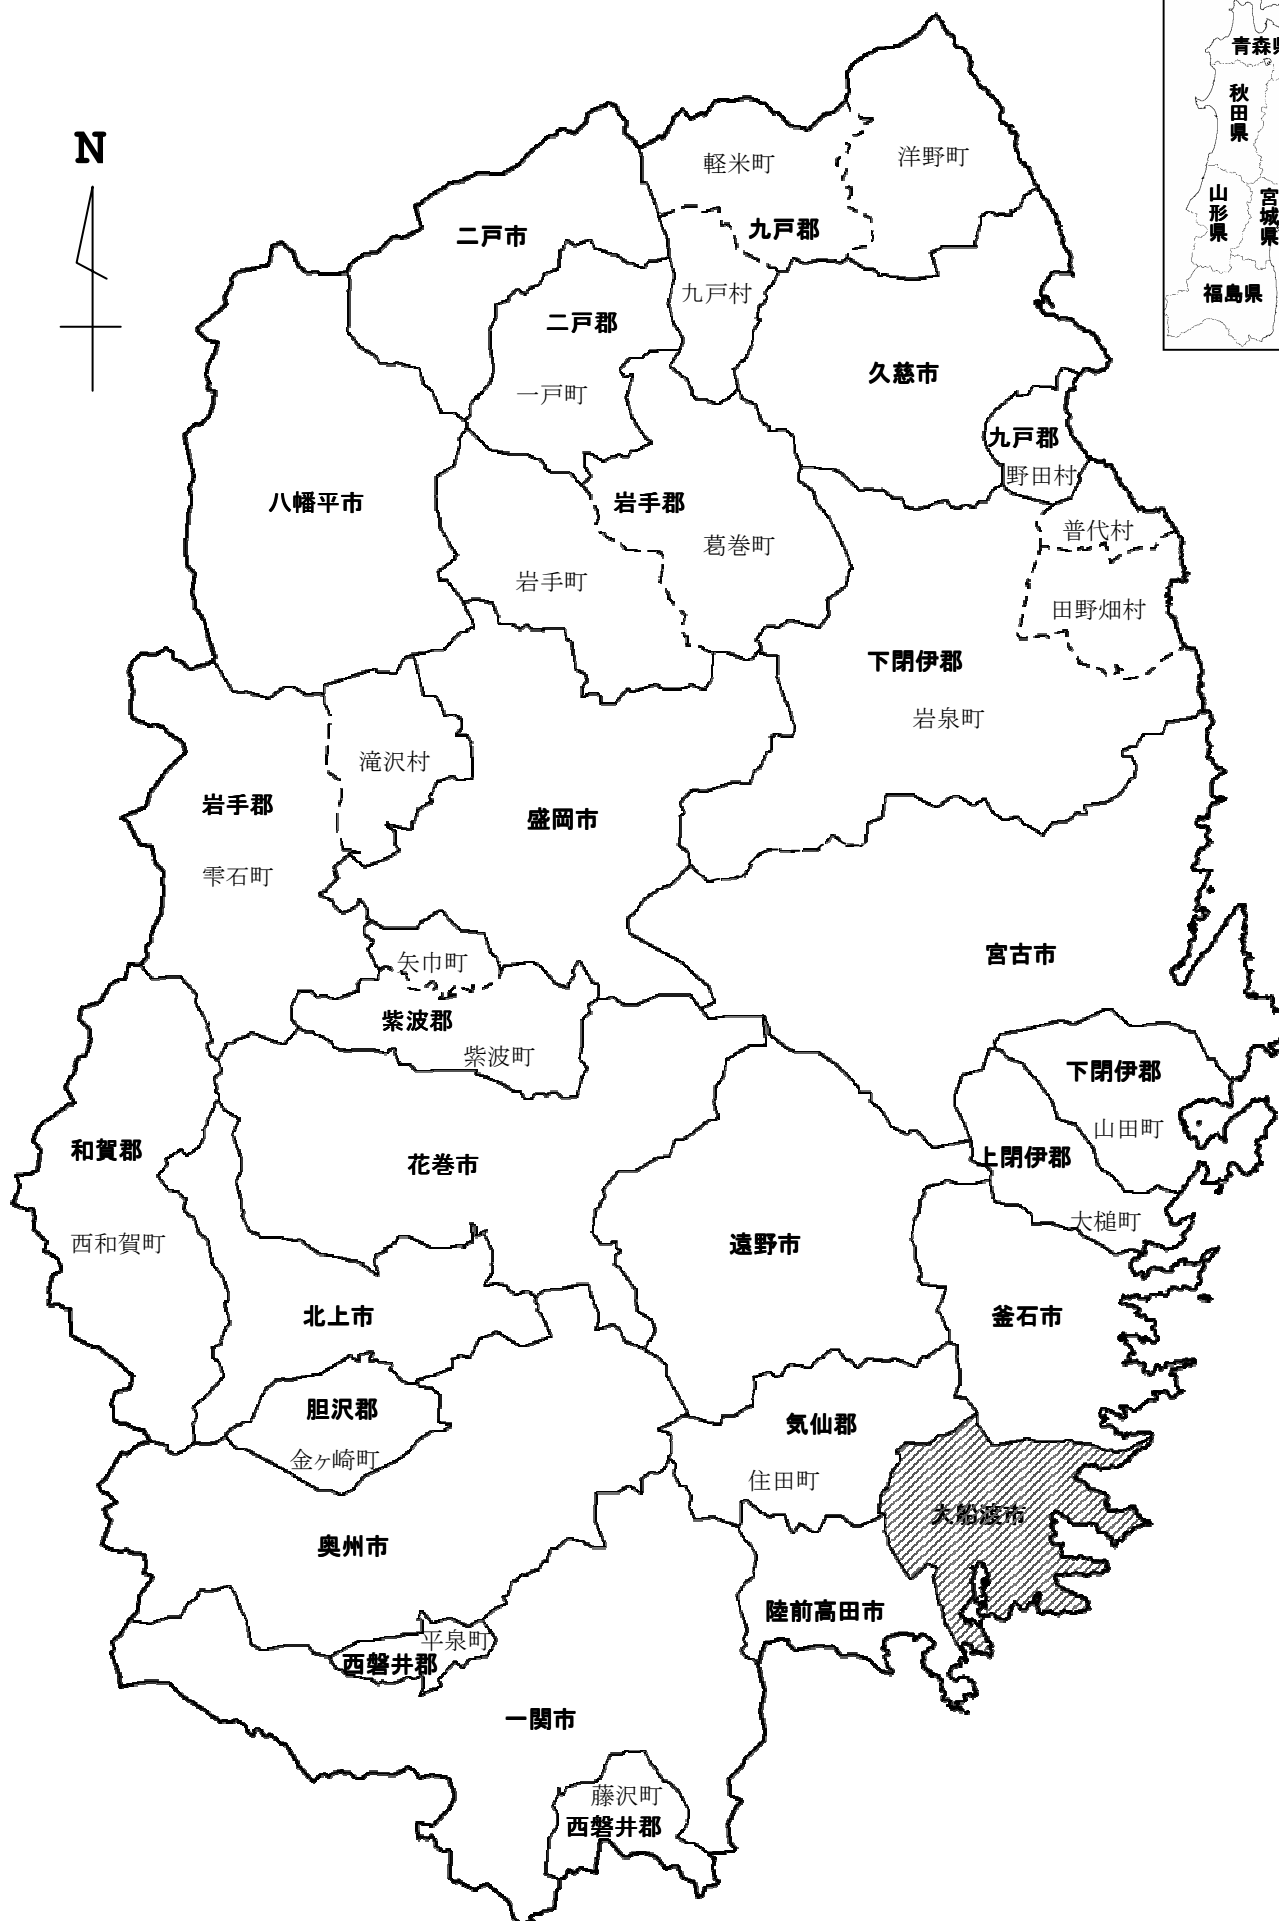 青森県
秋田県
山形県
宮城県
福島県
N
軽米町
洋野町
二戸市
九戸郡
九戸村
二戸郡
一戸町
久慈市
九戸郡
野田村
八幡平市
岩手郡
普代村
葛巻町
岩手町
田野畑村
下閉伊郡
岩泉町
滝沢村
岩手郡
盛岡市
雫石町
宮古市
矢巾町
紫波郡
紫波町
下閉伊郡
山田町
和賀郡
花巻市
上閉伊郡
大槌町
西和賀町
遠野市
北上市
釜石市
胆沢郡
気仙郡
金ヶ崎町
住田町
大船渡市
奥州市
陸前高田市
平泉町
西磐井郡
一関市
藤沢町
西磐井郡